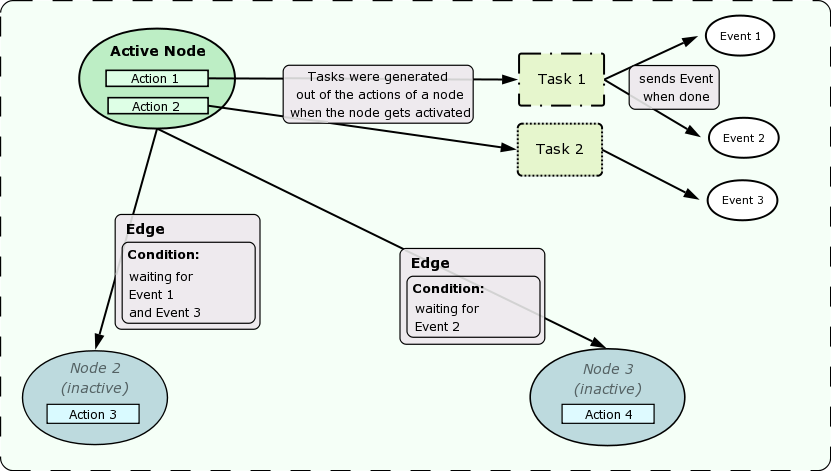 Active Node
Action 1
Action 2
Tasks were generated
out of the actions of a node
when the node gets activated
Task 1
Task 2
sends Event
when done
Event 1
Event 2
Event 3
Edge
Condition:
waiting for
Event 1
and Event 3
Edge
Condition:
waiting for
Event 2
Node 2
(inactive)
Action 3
Node 3
(inactive)
Action 4